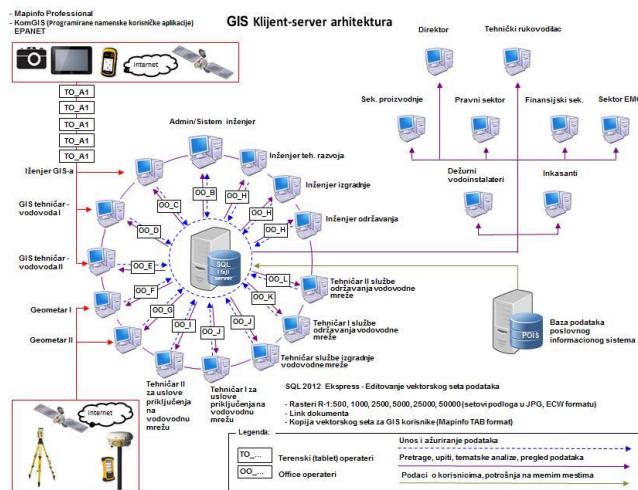 - Mapinfo Professional
- KomGIS (Programirane namenske korisničke aplikacije)
EPANET
GIS Klijent-server arhitektura
internet
TO_A1
TO_A1
TO_A1
TO_A1
TO_A1
Direktor
Tehnički rukovodilac
Sek. proizvodnje
Pravni sektor
Finansijski sek.
Sektor EMO
Dežurni
vodoinstalateri
Inkasanti
Admin/Sistem inženjer
Inženjer teh. razvoja
Inženjer izgradnje
Inženjer održavanja
Iženjer GIS-a
GIS tehničar -
vodovoda I
GIS tehničar -
vodovoda II
Geometar I
Geometar II
OO_B
OO_H
OO_C
OO_H
OO_D
OO_H
OO_E
OO_L
OO_F
OO_K
OO_G
OO_J
OO_I
OO_J
SQL
i fajl
server
Tehničar II službe
održavanja vodovodne
mreže
Tehničar I službe
održavanja vodovodne
mreže
Tehničar službe izgradnje
vodovodne mreže
Tehničar I za
uslove
priključenja na
vodovodnu
mrežu
Tehničar II
za uslove
priključenja
na
vodovodnu
mrežu
POIS
Baza podataka
poslovnog
informacionog sistema
SQL 2012 Ekspress - Editovanje vektorskog seta podataka
- Rasteri R-1:500, 1000, 2500, 5000, 25000, 50000 (setovi podloga u JPG, ECW formatu)
- Link dokumenta
- Kopija vektorskog seta za GIS korisnike (Mapinfo TAB format)
internet
Legenda:
TO_... Terenski (tablet) operateri
OO_... Office operateri
Unos i ažuriranje podataka
Pretrage, upiti, tematske analize, pregled podataka
Podaci o korisnicima, potrošnja na mernim mestima